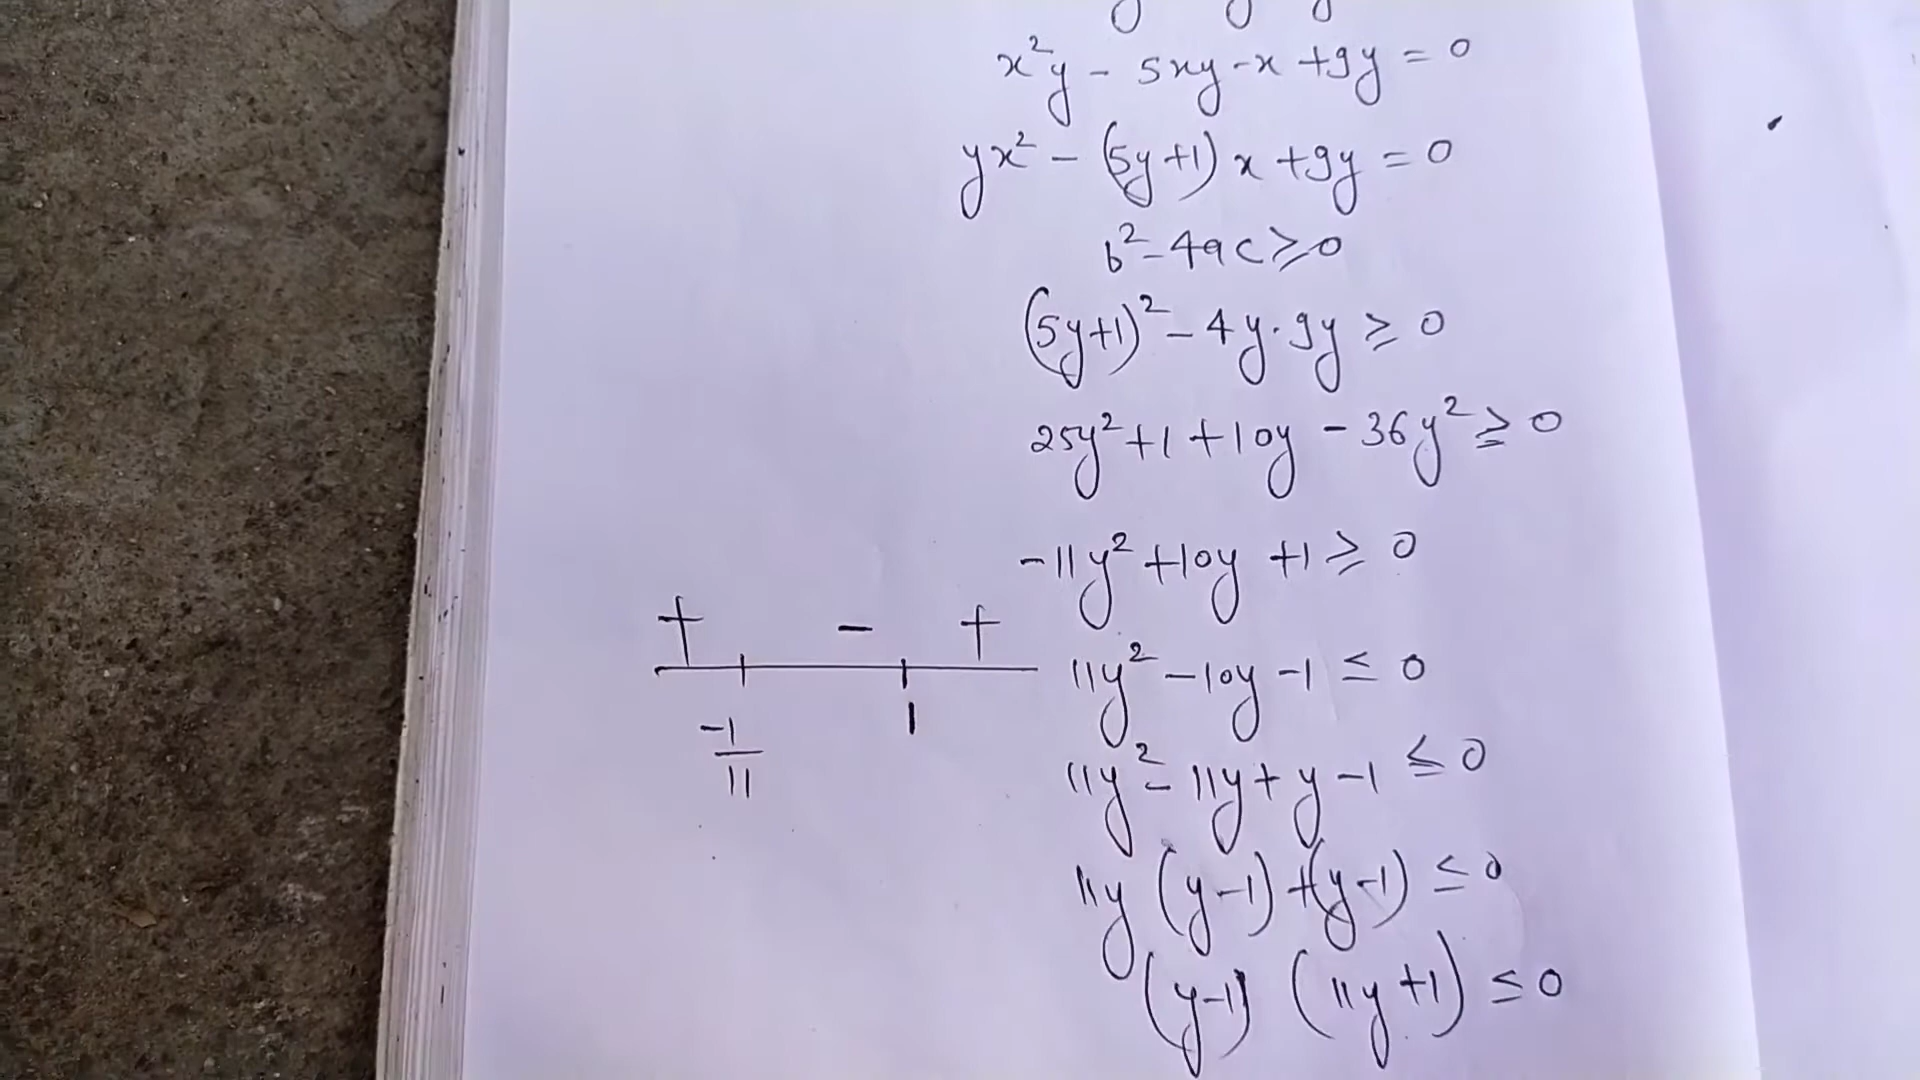 x²y - 5xy - x + 9y = 0
yx² - (5y+1) x + 9y = 0
b² - 4ac ≥ 0
(5y+1)² - 4y·9y ≥ 0
25y² + 1 + 10y - 36y² ≥ 0
-11y² + 10y + 1 ≥ 0
+ - +
-1/11 1
11y² - 10y - 1 ≤ 0
11y² - 11y + y - 1 ≤ 0
11y (y-1) + (y-1) ≤ 0
(y-1) (11y+1) ≤ 0